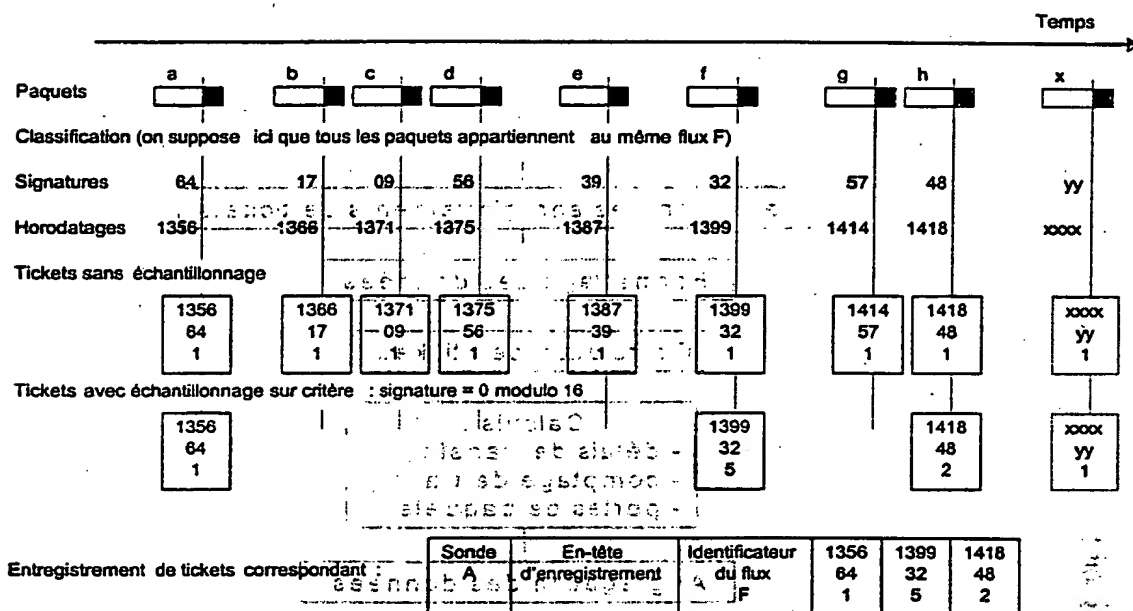 Temps
a b c d e f g h x
Paquets
Classification (on suppose ici que tous les paquets appartiennent au même flux F)
Signatures 64 17 09 56 39 32 57 48 yy
Horodatages 1356 1366 1371 1375 1387 1399 1414 1418 xxxx
Tickets sans échantillonnage
1356 1366 1371 1375 1387 1399 1414 1418 xxxx
64 17 09 56 39 32 57 48 yy
1 1 1 1 1 1 1 1 1
Tickets avec échantillonnage sur critère : signature = 0 modulo 16
1356 1399 1418 xxxx
64 32 48 yy
1 5 2 1
Sonde En-tête Identificateur 1356 1399 1418
Entregistrement de tickets correspondant A d'enregistrement du flux 64 32 48
F 1 5 2